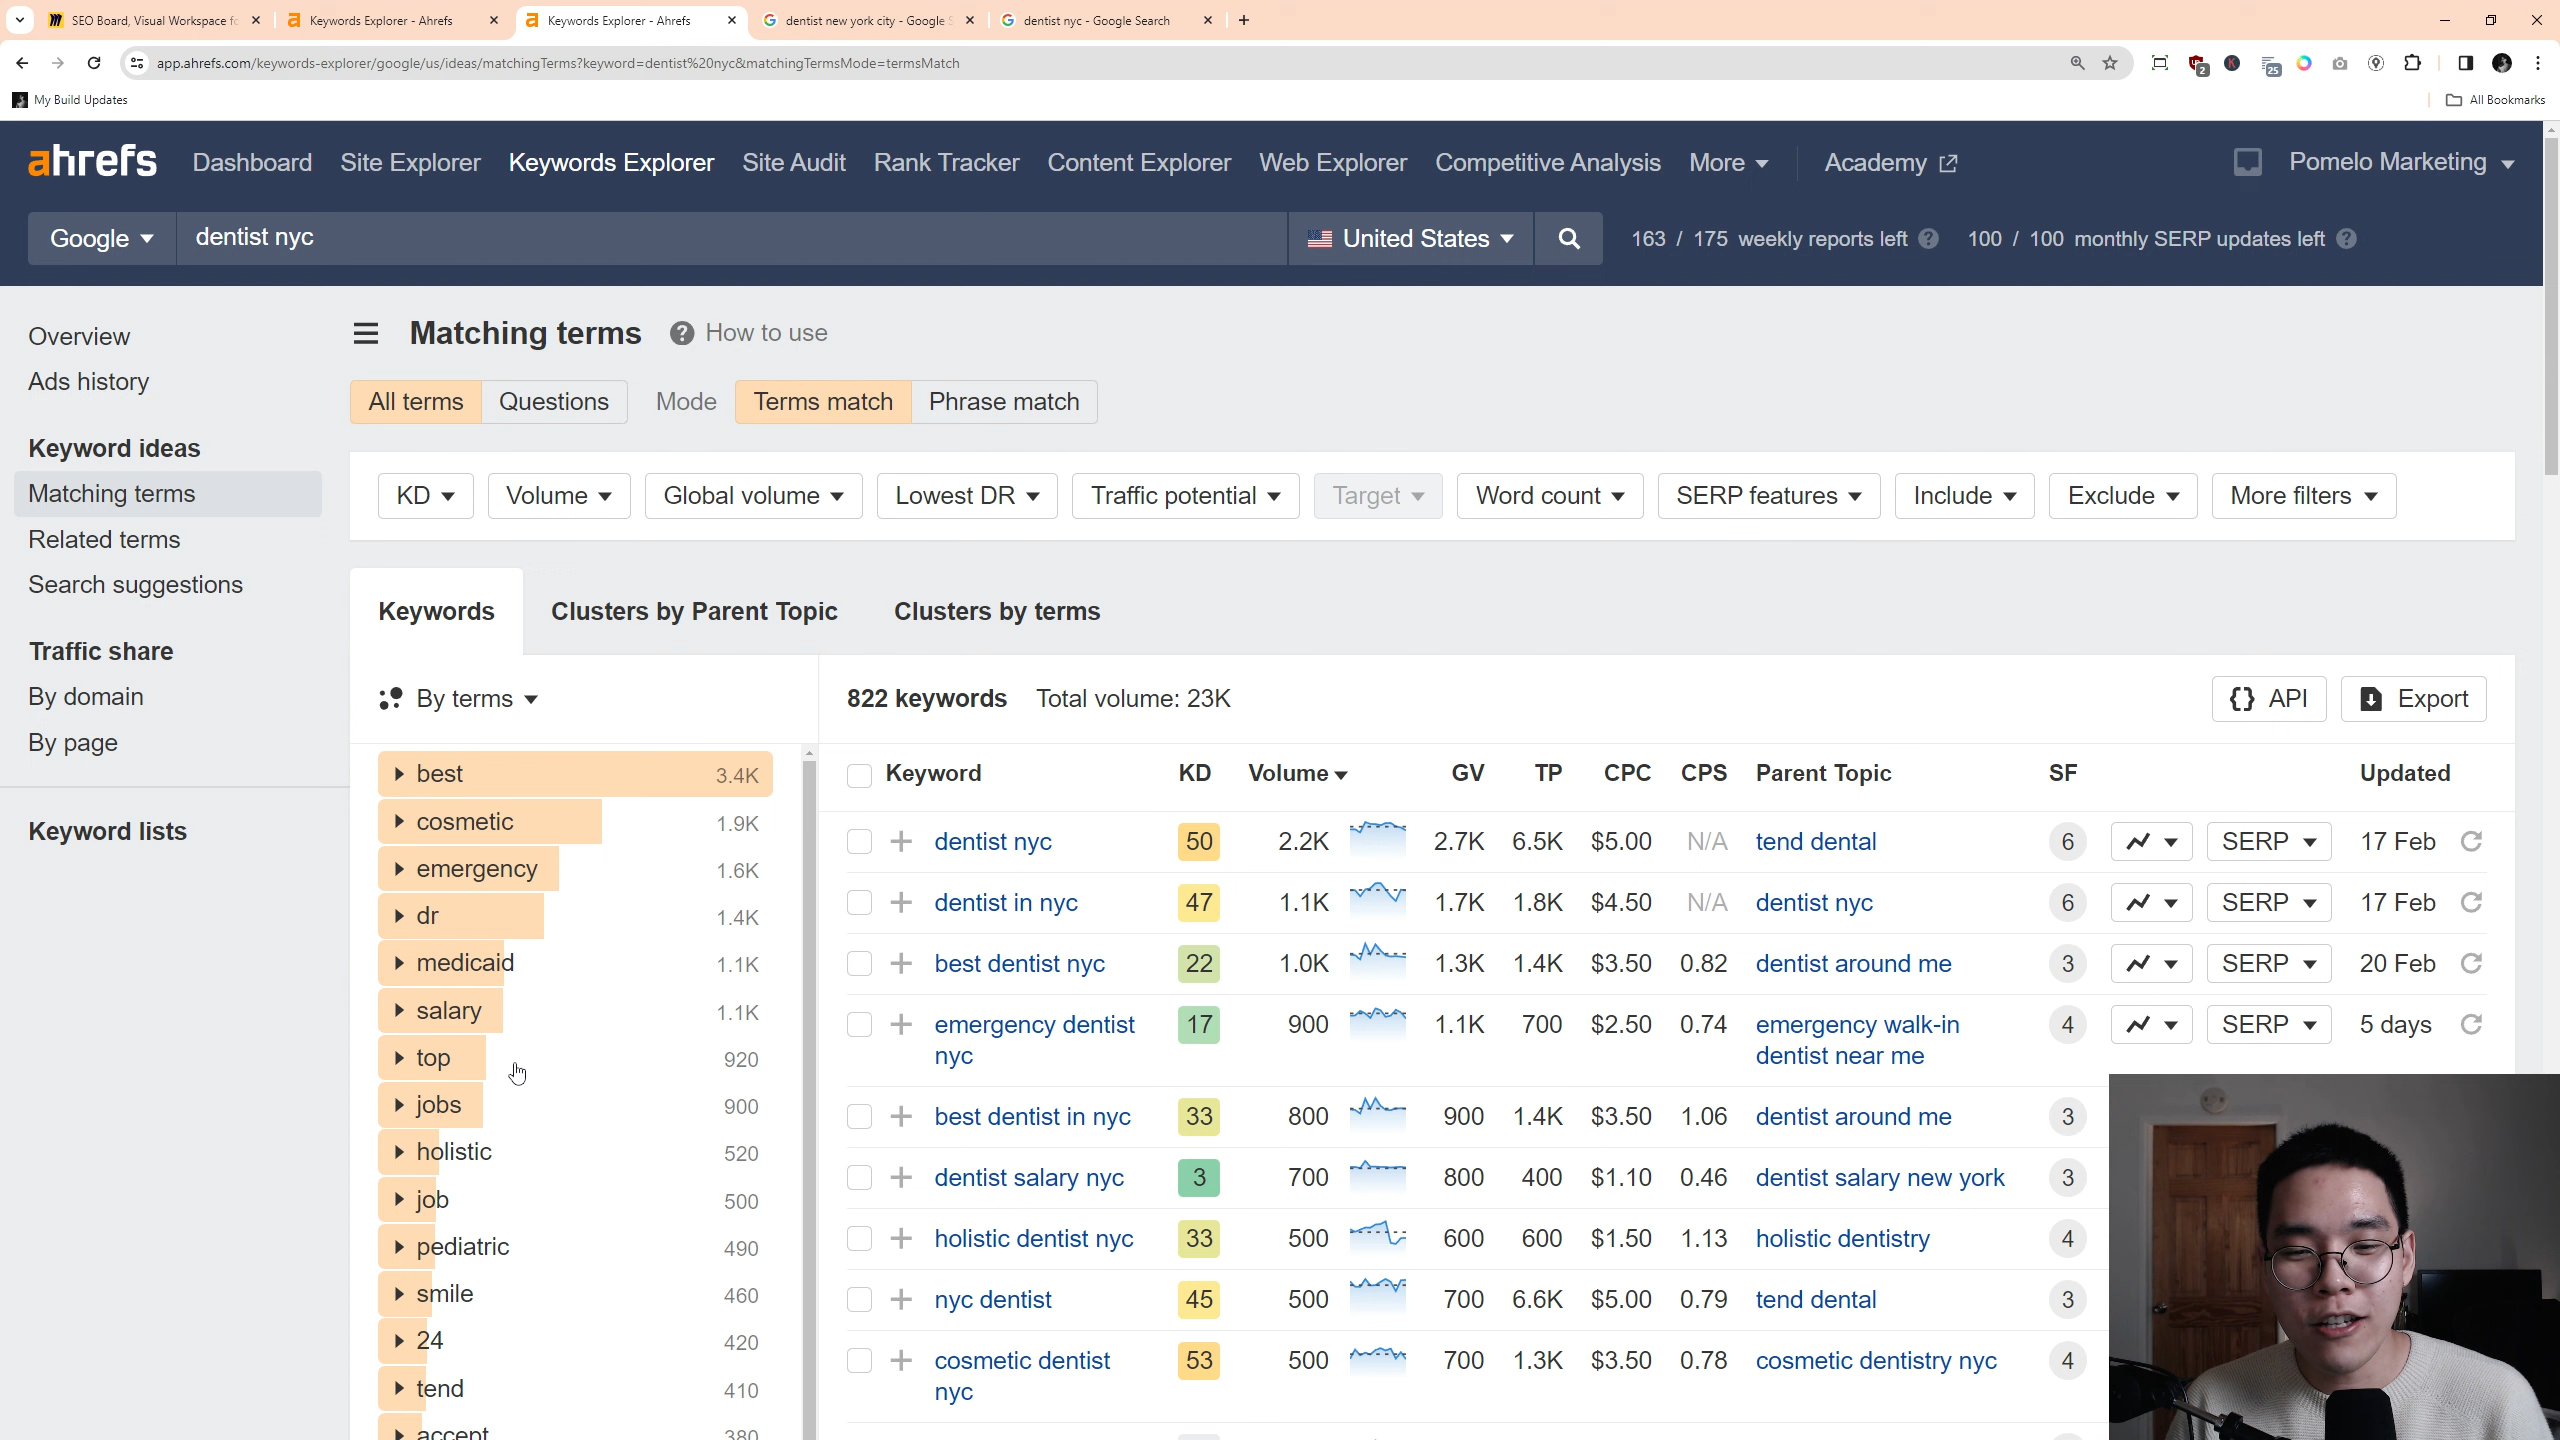 SEO Board, Visual Workspace fo
Keywords Explorer - Ahrefs
Keywords Explorer - Ahrefs
dentist new york city - Google S
dentist nyc - Google Search
app.ahrefs.com/keywords-explorer/google/us/ideas/matchingTerms?keyword=dentist%20nyc&matchingTermsMode=termsMatch
2
25
My Build Updates
All Bookmarks
ahrefs
Dashboard Site Explorer Keywords Explorer Site Audit Rank Tracker Content Explorer Web Explorer Competitive Analysis More Academy Pomelo Marketing
Google dentist nyc United States 163 / 175 weekly reports left ? 100 / 100 monthly SERP updates left ?
Overview
Ads history
Keyword ideas
Matching terms
Related terms
Search suggestions
Traffic share
By domain
By page
Keyword lists
Matching terms ? How to use
All terms Questions Mode Terms match Phrase match
KD Volume Global volume Lowest DR Traffic potential Target Word count SERP features Include Exclude More filters
Keywords Clusters by Parent Topic Clusters by terms
By terms
best 3.4K
cosmetic 1.9K
emergency 1.6K
dr 1.4K
medicaid 1.1K
salary 1.1K
top 920
jobs 900
holistic 520
job 500
pediatric 490
smile 460
24 420
tend 410
accept 380
822 keywords Total volume: 23K API Export
Keyword KD Volume GV TP CPC CPS Parent Topic SF Updated
dentist nyc 50 2.2K 2.7K 6.5K $5.00 N/A tend dental 6 SERP 17 Feb
dentist in nyc 47 1.1K 1.7K 1.8K $4.50 N/A dentist nyc 6 SERP 17 Feb
best dentist nyc 22 1.0K 1.3K 1.4K $3.50 0.82 dentist around me 3 SERP 20 Feb
emergency dentist 17 900 1.1K 700 $2.50 0.74 emergency walk-in 4 SERP 5 days
nyc dentist near me
best dentist in nyc 33 800 900 1.4K $3.50 1.06 dentist around me 3
dentist salary nyc 3 700 800 400 $1.10 0.46 dentist salary new york 3
holistic dentist nyc 33 500 600 600 $1.50 1.13 holistic dentistry 4
nyc dentist 45 500 700 6.6K $5.00 0.79 tend dental 3
cosmetic dentist 53 500 700 1.3K $3.50 0.78 cosmetic dentistry nyc 4
nyc